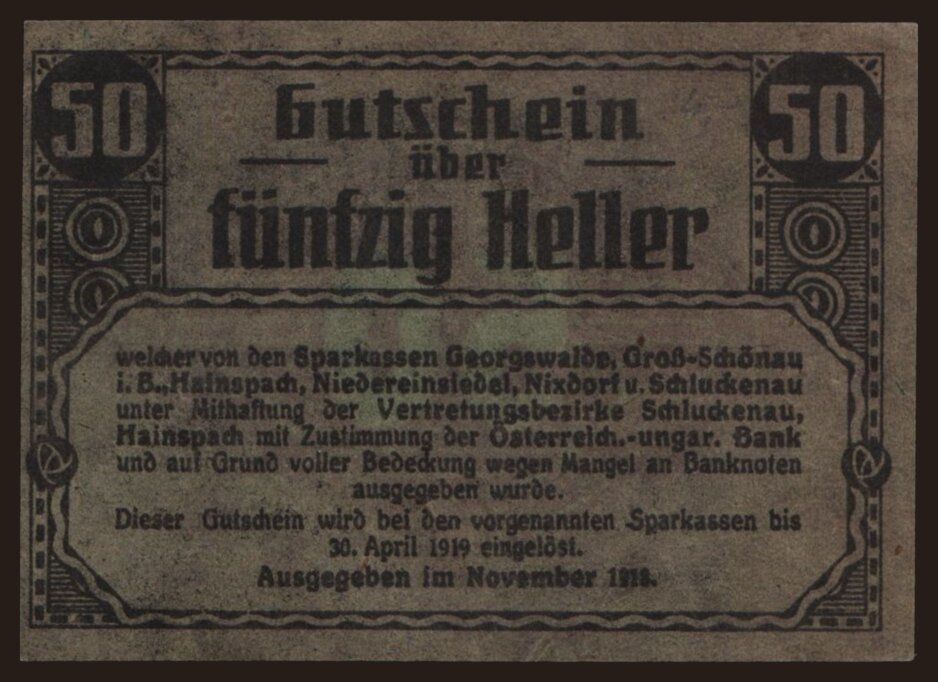 50 Gutschein 50
über
fünfzig Heller
welcher von den Sparkassen Georgswalde, Groß-Schönau
i. B., Hainspach, Niedereinsiedel, Nixdorf u. Schluckenau
unter Mithaftung der Vertretungsbezirke Schluckenau,
Hainspach mit Zustimmung der Österreich.-ungar. Bank
und auf Grund voller Bedeckung wegen Mangel an Banknoten
ausgegeben wurde.
Dieser Gutschein wird bei den vorgenannten Sparkassen bis
30. April 1919 eingelöst.
Ausgegeben im November 1918.